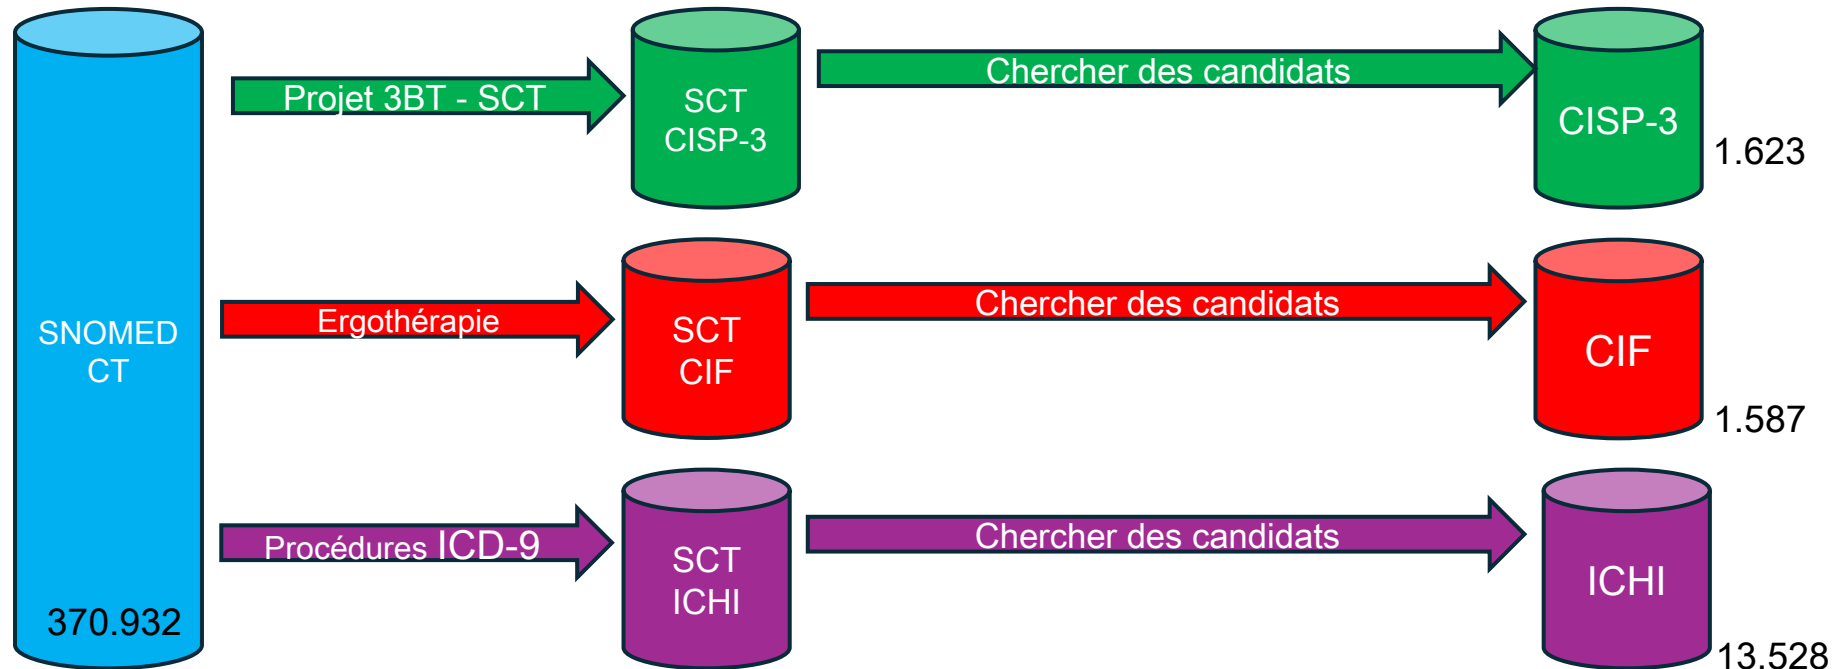 Projet 3BT - SCT
SCT
CISP-3
Chercher des candidats
CISP-3
1.623
SNOMED
CT
370.932
Ergothérapie
SCT
CIF
Chercher des candidats
CIF
1.587
Procédures ICD-9
SCT
ICHI
Chercher des candidats
ICHI
13.528